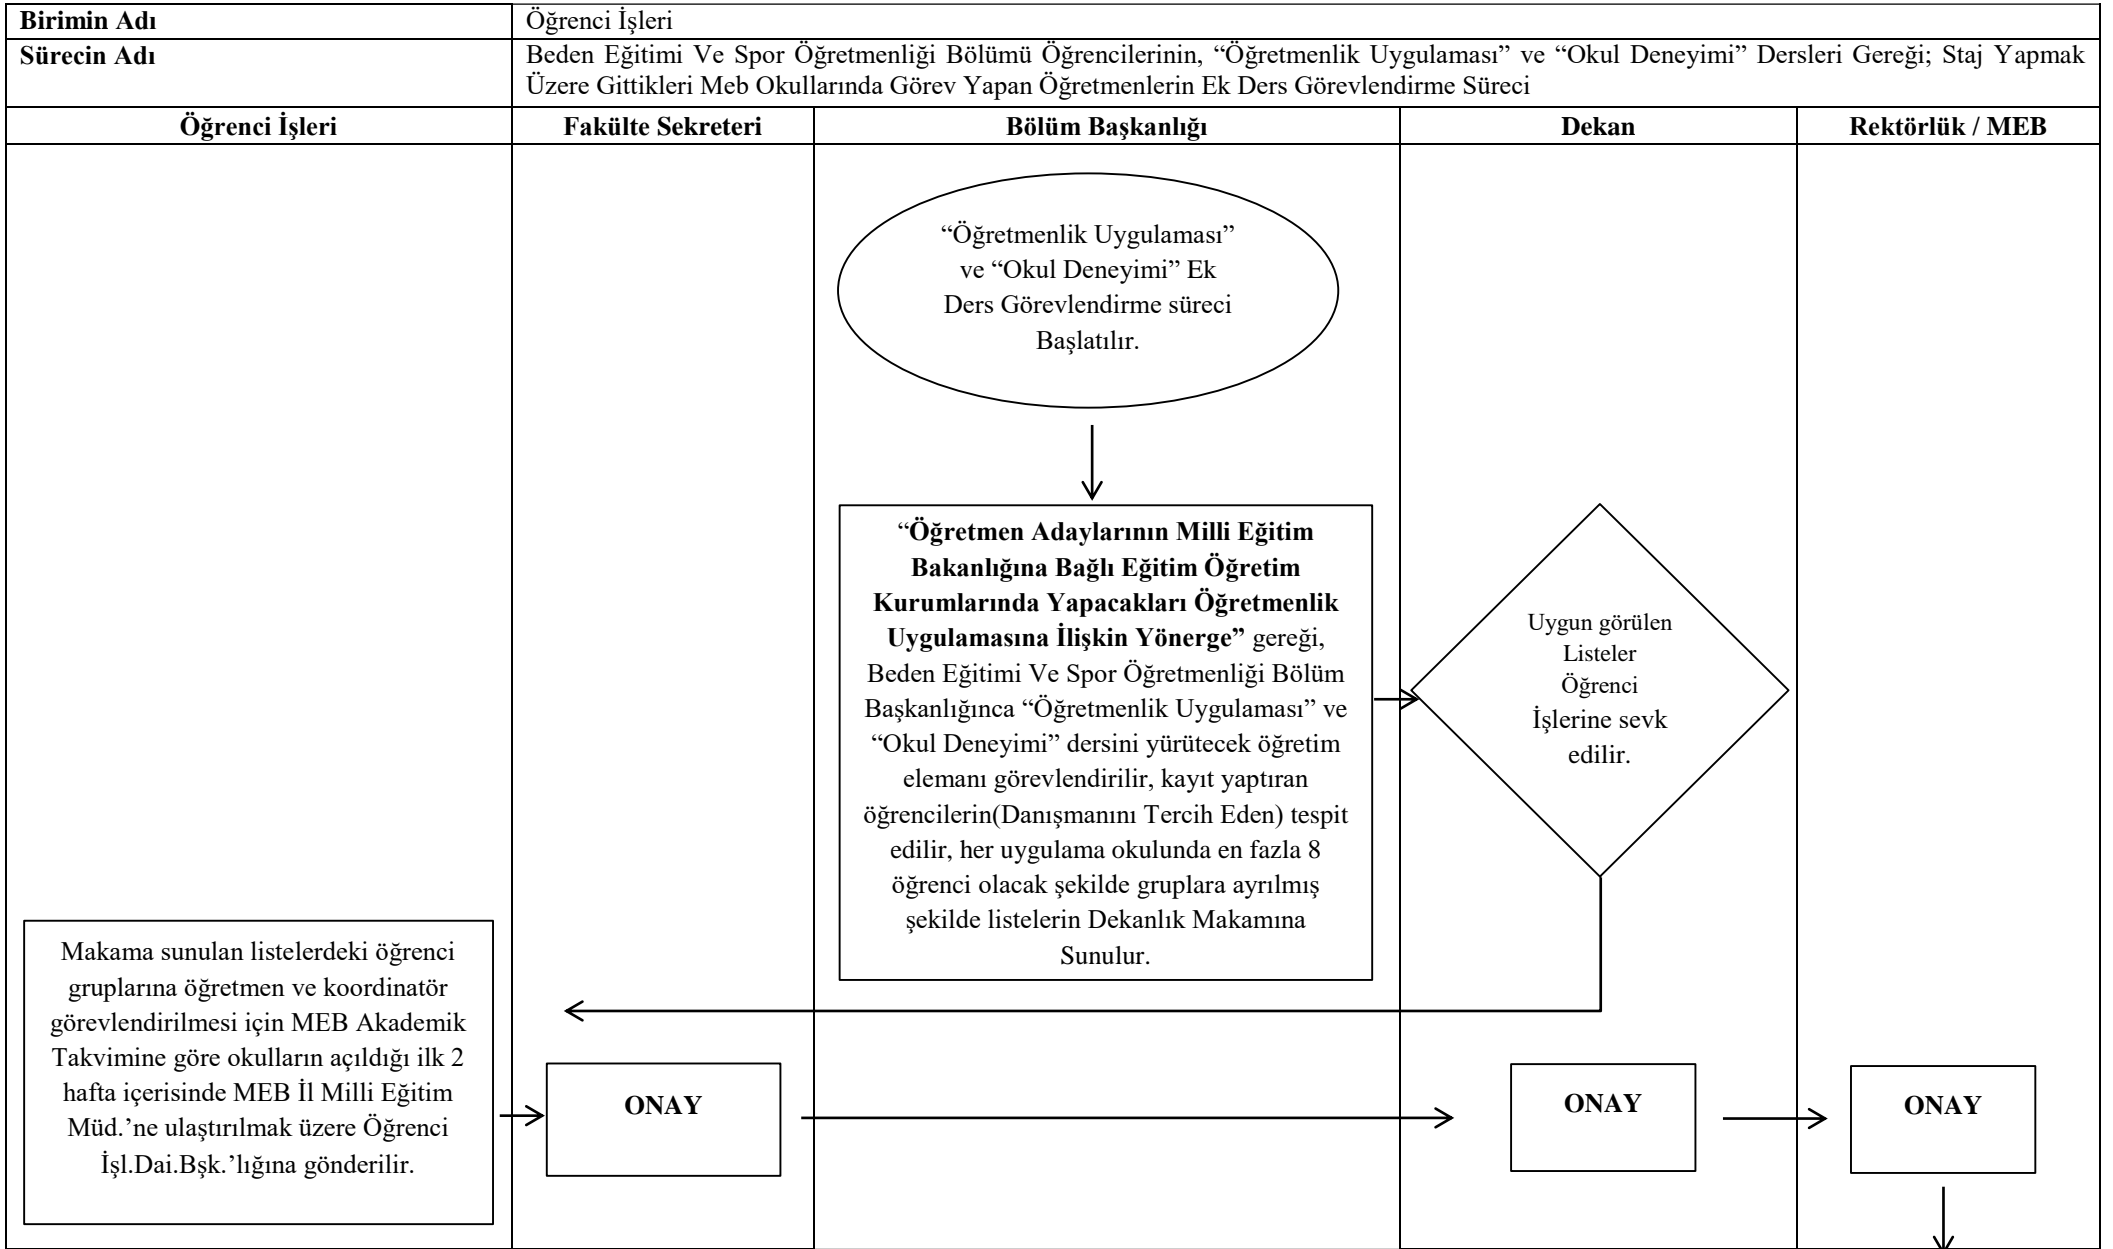 Birimin Adı
Öğrenci İşleri
Sürecin Adı
Beden Eğitimi Ve Spor Öğretmenliği Bölümü Öğrencilerinin, “Öğretmenlik Uygulaması” ve “Okul Deneyimi” Dersleri Gereği; Staj Yapmak
Üzere Gittikleri Meb Okullarında Görev Yapan Öğretmenlerin Ek Ders Görevlendirme Süreci
Öğrenci İşleri
Fakülte Sekreteri
Bölüm Başkanlığı
Dekan
Rektörlük / MEB
“Öğretmenlik Uygulaması”
ve “Okul Deneyimi” Ek
Ders Görevlendirme süreci
Başlatılır.
“Öğretmen Adaylarının Milli Eğitim
Bakanlığına Bağlı Eğitim Öğretim
Kurumlarında Yapacakları Öğretmenlik
Uygulamasına İlişkin Yönerge” gereği,
Beden Eğitimi Ve Spor Öğretmenliği Bölüm
Başkanlığınca “Öğretmenlik Uygulaması” ve
“Okul Deneyimi” dersini yürütecek öğretim
elemanı görevlendirilir, kayıt yaptıran
öğrencilerin(Danışmanını Tercih Eden) tespit
edilir, her uygulama okulunda en fazla 8
öğrenci olacak şekilde gruplara ayrılmış
şekilde listelerin Dekanlık Makamına
Sunulur.
Uygun görülen
Listeler
Öğrenci
İşlerine sevk
edilir.
Makama sunulan listelerdeki öğrenci
gruplarına öğretmen ve koordinatör
görevlendirilmesi için MEB Akademik
Takvimine göre okulların açıldığı ilk 2
hafta içerisinde MEB İl Milli Eğitim
Müd.’ne ulaştırılmak üzere Öğrenci
İşl.Dai.Bşk.’lığına gönderilir.
ONAY
ONAY
ONAY